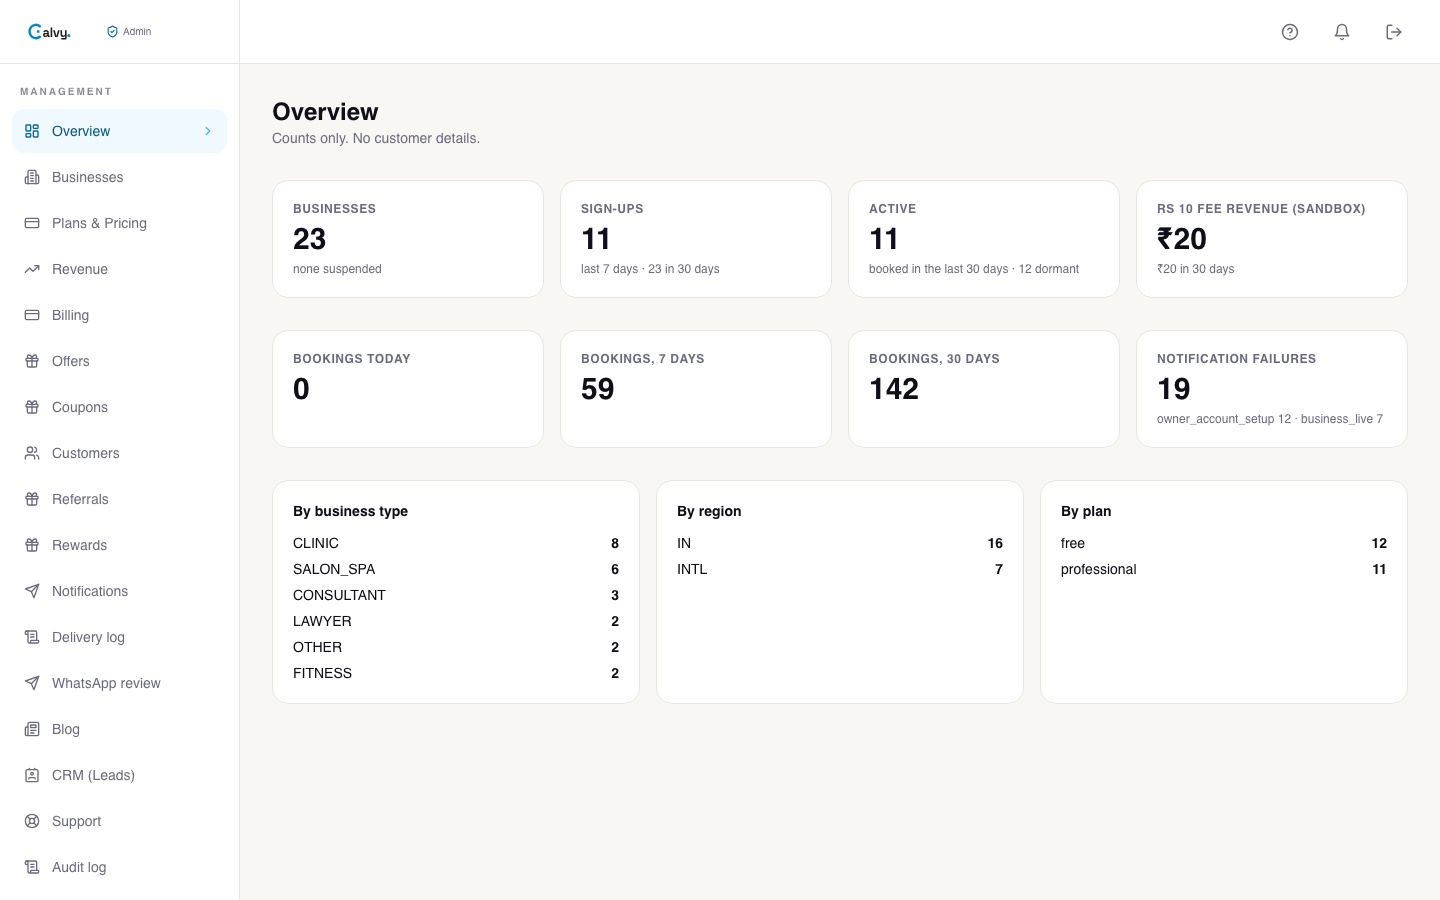 Calvy.
Admin
MANAGEMENT
Overview
Businesses
Plans & Pricing
Revenue
Billing
Offers
Coupons
Customers
Referrals
Rewards
Notifications
Delivery log
WhatsApp review
Blog
CRM (Leads)
Support
Audit log
Overview
Counts only. No customer details.
BUSINESSES
23
none suspended
SIGN-UPS
11
last 7 days · 23 in 30 days
ACTIVE
11
booked in the last 30 days · 12 dormant
RS 10 FEE REVENUE (SANDBOX)
₹20
₹20 in 30 days
BOOKINGS TODAY
0
BOOKINGS, 7 DAYS
59
BOOKINGS, 30 DAYS
142
NOTIFICATION FAILURES
19
owner_account_setup 12 · business_live 7
By business type
CLINIC 8
SALON_SPA 6
CONSULTANT 3
LAWYER 2
OTHER 2
FITNESS 2
By region
IN 16
INTL 7
By plan
free 12
professional 11